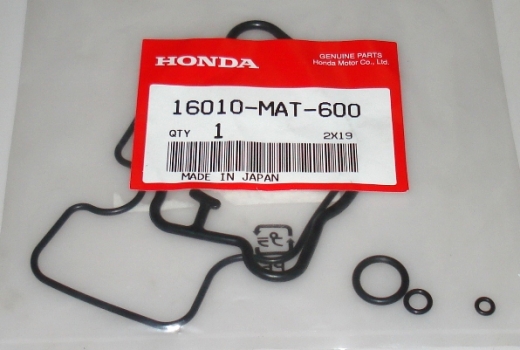 HONDA
GENUINE PARTS
Honda Motor Co., Ltd.
16010-MAT-600
QTY 1 2X19
MADE IN JAPAN